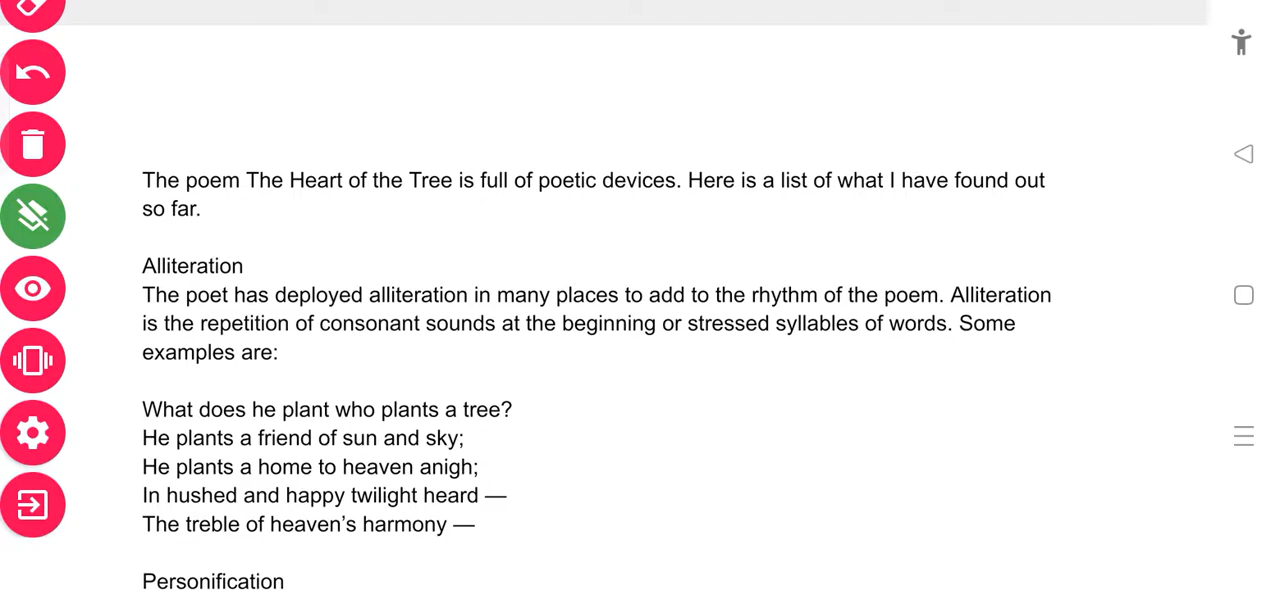 The poem The Heart of the Tree is full of poetic devices. Here is a list of what I have found out
so far.
Alliteration
The poet has deployed alliteration in many places to add to the rhythm of the poem. Alliteration
is the repetition of consonant sounds at the beginning or stressed syllables of words. Some
examples are:
What does he plant who plants a tree?
He plants a friend of sun and sky;
He plants a home to heaven anigh;
In hushed and happy twilight heard —
The treble of heaven’s harmony —
Personification